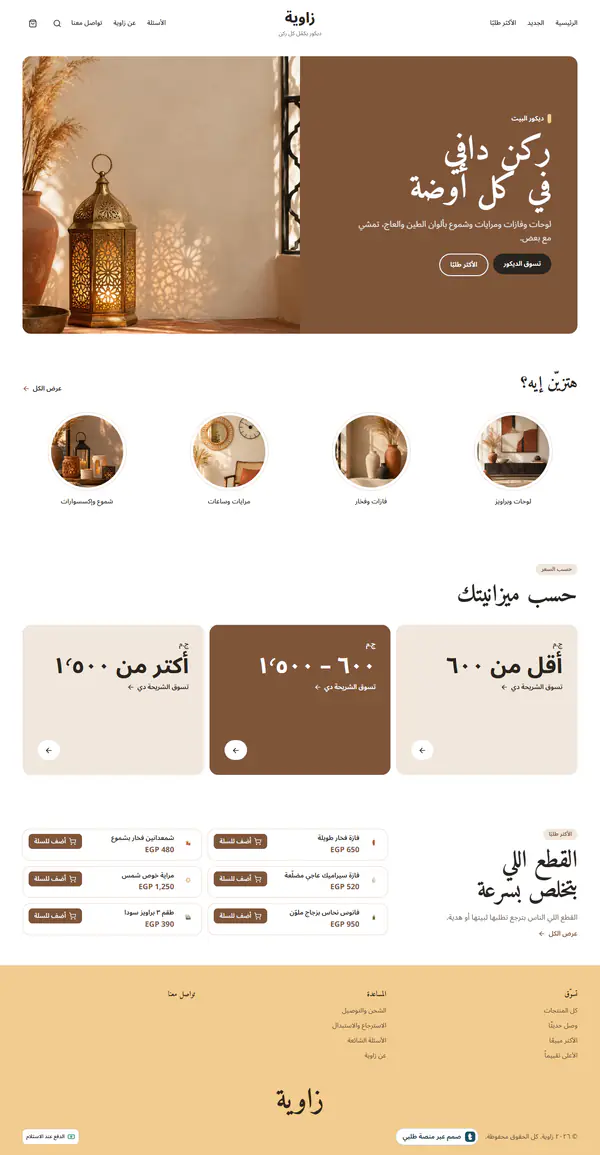 الرئيسية
الجديد
الأكثر طلبًا
زاوية
ديكور يكمّل كل ركن
الأسئلة
عن زاوية
تواصل معنا
ديكور البيت
ركن دافي
في كل أوضة
لوحات وفازات ومرايات وشموع بألوان الطين والعاج، تمشي
مع بعض.
تسوق الديكور
الأكثر طلبًا
هتزيّن إيه؟
عرض الكل ←
لوحات وبراويز
فازات وفخار
مرايات وساعات
شموع وإكسسوارات
حسب السعر
حسب ميزانيتك
ج.م
أقل من ٦٠٠
تسوق الشريحة دي ←
ج.م
٦٠٠ – ١٬٥٠٠
تسوق الشريحة دي ←
ج.م
أكتر من ١٬٥٠٠
تسوق الشريحة دي ←
الأكثر طلبًا
القطع اللي
بتخلص بسرعة
القطع اللي الناس بترجع تطلبها لبيتها أو هدية.
عرض الكل ←
فازة فخار طويلة
EGP 650
أضف للسلة
شمعدانين فخار بشموع
EGP 480
أضف للسلة
فازة سيراميك عاجي مضلّعة
EGP 520
أضف للسلة
مراية خوص شمس
EGP 1,250
أضف للسلة
فانوس نحاس بزجاج ملوّن
EGP 950
أضف للسلة
طقم ٣ براويز سودا
EGP 390
أضف للسلة
تسوّق
كل المنتجات
وصل حديثًا
الأكثر مبيعًا
الأعلى تقييماً
المساعدة
الشحن والتوصيل
الاسترجاع والاستبدال
الأسئلة الشائعة
عن زاوية
تواصل معنا
زاوية
© ٢٠٢٦ زاوية. كل الحقوق محفوظة.
صمم عبر منصة طلبي
الدفع عند الاستلام